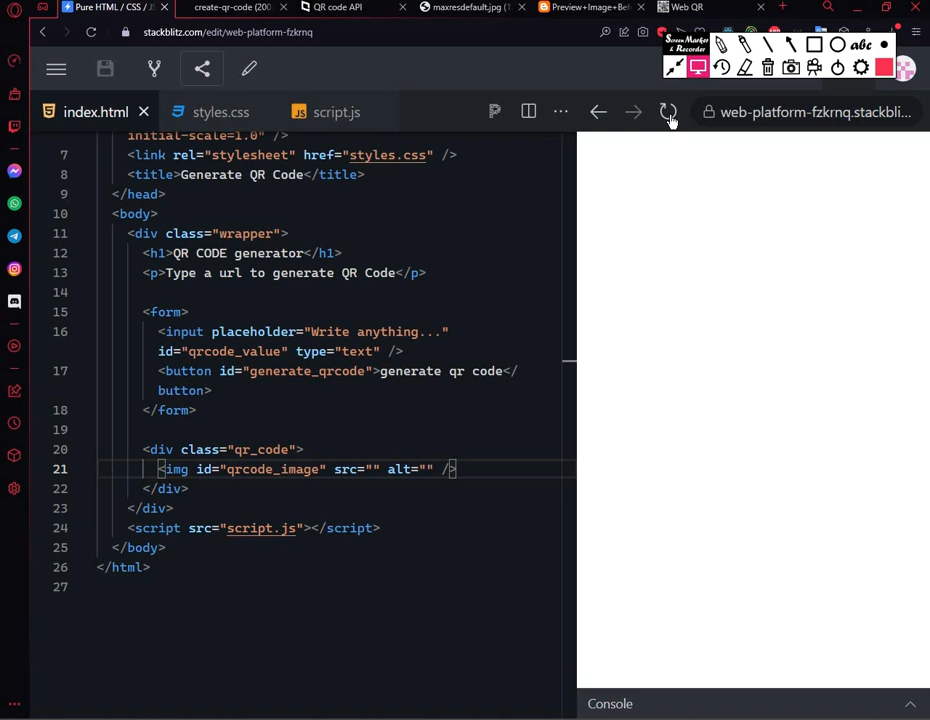 Pure HTML / CSS / JS
create-qr-code (200
QR code API
maxresdefault.jpg (1
Preview+Image+Bef
Web QR
stackblitz.com/edit/web-platform-fzkrnq
Screen Marker
& Recorder
abc
index.html
styles.css
script.js
web-platform-fzkrnq.stackbli...
initial-scale=1.0" />
7 <link rel="stylesheet" href="styles.css" />
8 <title>Generate QR Code</title>
9 </head>
10 <body>
11 <div class="wrapper">
12 <h1>QR CODE generator</h1>
13 <p>Type a url to generate QR Code</p>
14
15 <form>
16 <input placeholder="Write anything..."
id="qrcode_value" type="text" />
17 <button id="generate_qrcode">generate qr code</
button>
18 </form>
19
20 <div class="qr_code">
21 <img id="qrcode_image" src="" alt="" />
22 </div>
23 </div>
24 <script src="script.js"></script>
25 </body>
26 </html>
27
Console